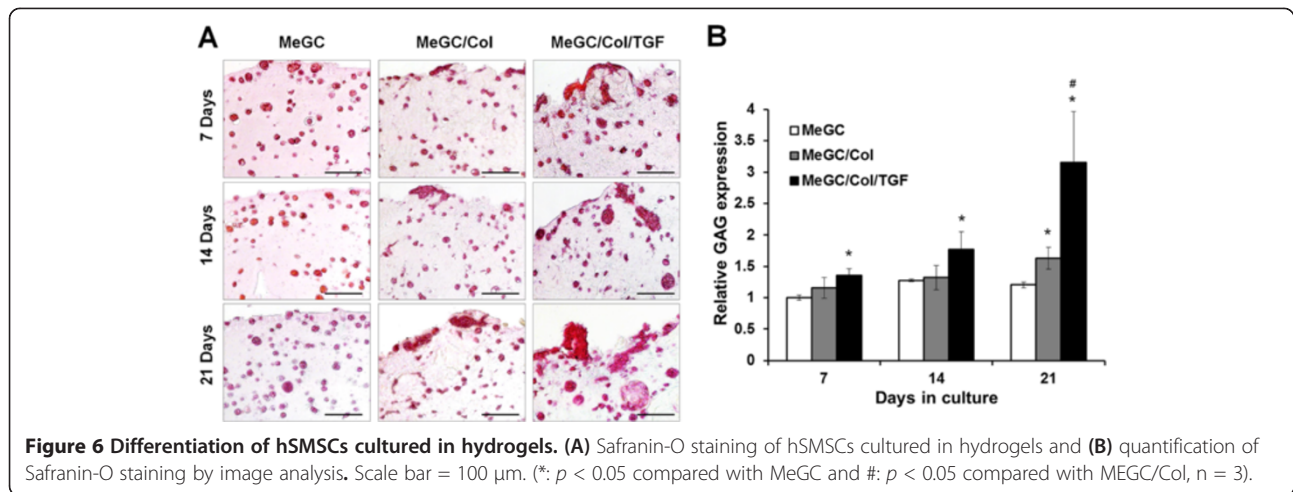 A
MeGC MeGC/Col MeGC/Col/TGF
7 Days
14 Days
21 Days
B
Relative GAG expression
4
3.5
3
2.5
2
1.5
1
0.5
0
MeGC
MeGC/Col
MeGC/Col/TGF
*
*
*
#
*
7 14 21
Days in culture
Figure 6 Differentiation of hSMSCs cultured in hydrogels. (A) Safranin-O staining of hSMSCs cultured in hydrogels and (B) quantification of
Safranin-O staining by image analysis. Scale bar = 100 μm. (*: p < 0.05 compared with MeGC and #: p < 0.05 compared with MEGC/Col, n = 3).